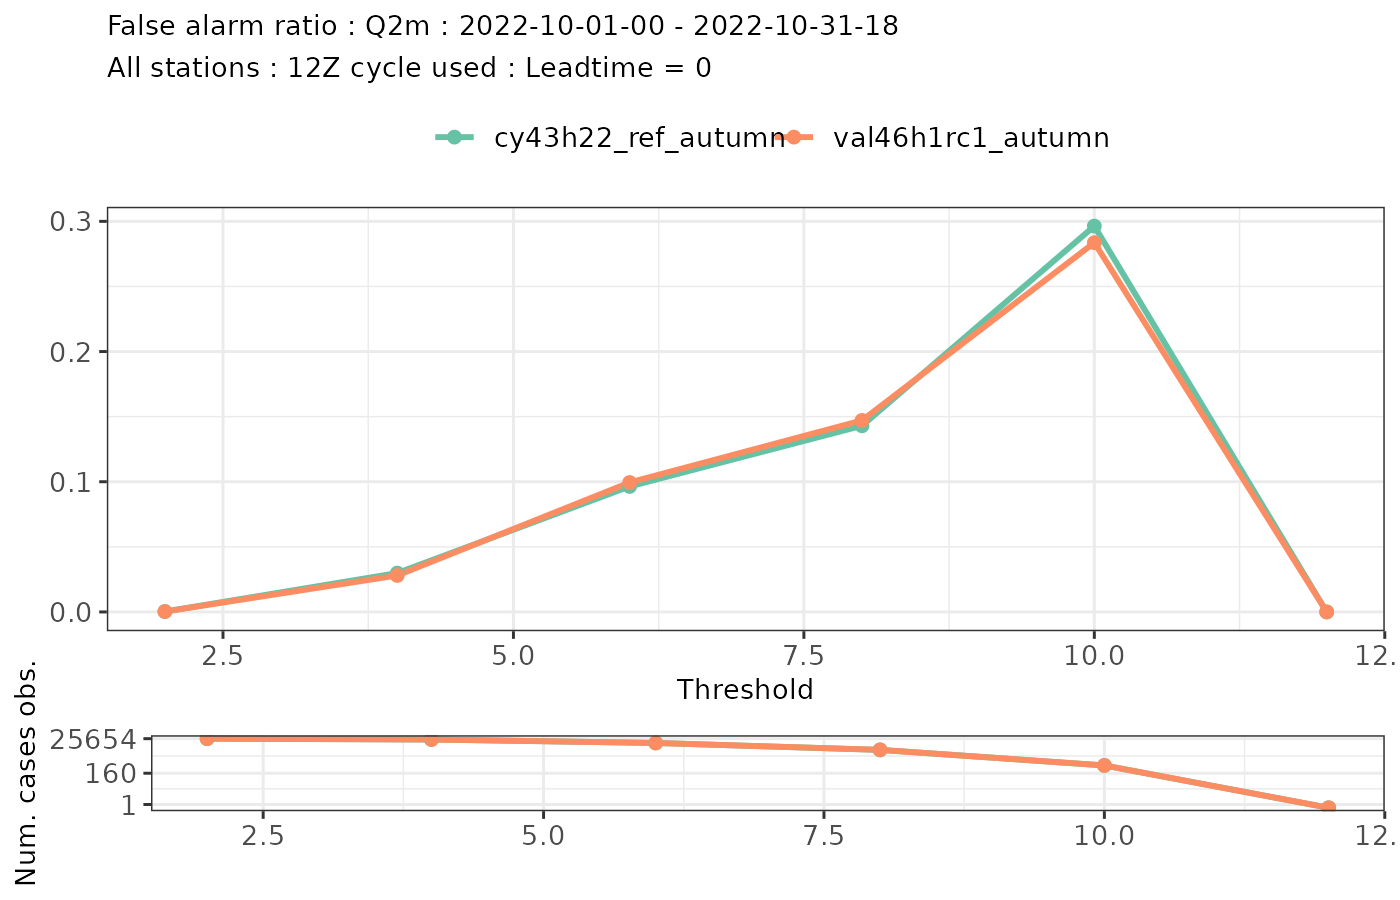 False alarm ratio : Q2m : 2022-10-01-00 - 2022-10-31-18
All stations : 12Z cycle used : Leadtime = 0
cy43h22_ref_autumn val46h1rc1_autumn
0.3
0.2
0.1
0.0
2.5 5.0 7.5 10.0 12.
Threshold
Num. cases obs.
25654
160
1
2.5 5.0 7.5 10.0 12.